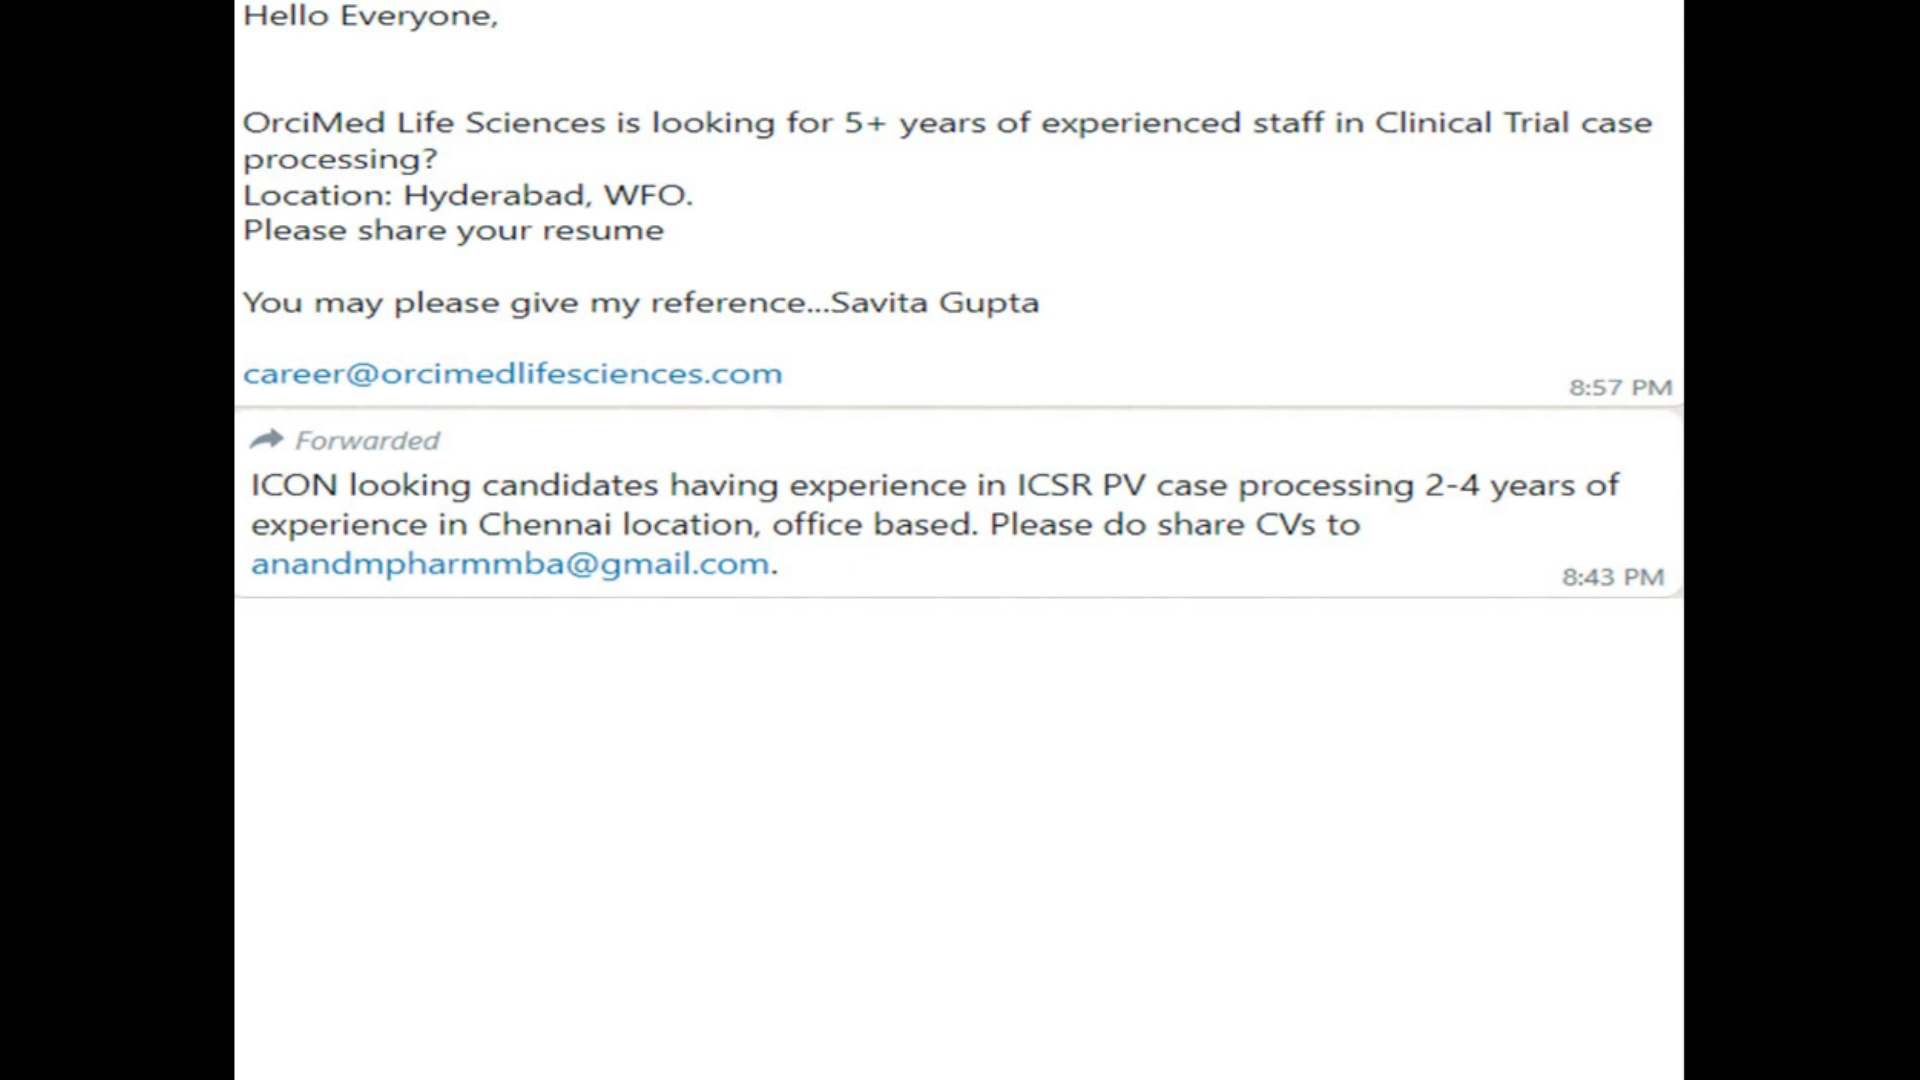 Hello Everyone,
OrciMed Life Sciences is looking for 5+ years of experienced staff in Clinical Trial case
processing?
Location: Hyderabad, WFO.
Please share your resume
You may please give my reference...Savita Gupta
career@orcimedlifesciences.com
8:57 PM
Forwarded
ICON looking candidates having experience in ICSR PV case processing 2-4 years of
experience in Chennai location, office based. Please do share CVs to
anandmpharmmba@gmail.com.
8:43 PM